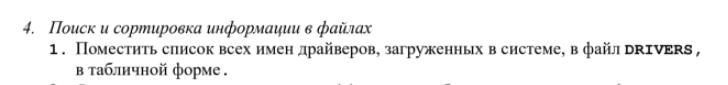 4. Поиск и сортировка информации в файлах
1. Поместить список всех имен драйверов, загруженных в системе, в файл DRIVERS,
в табличной форме.